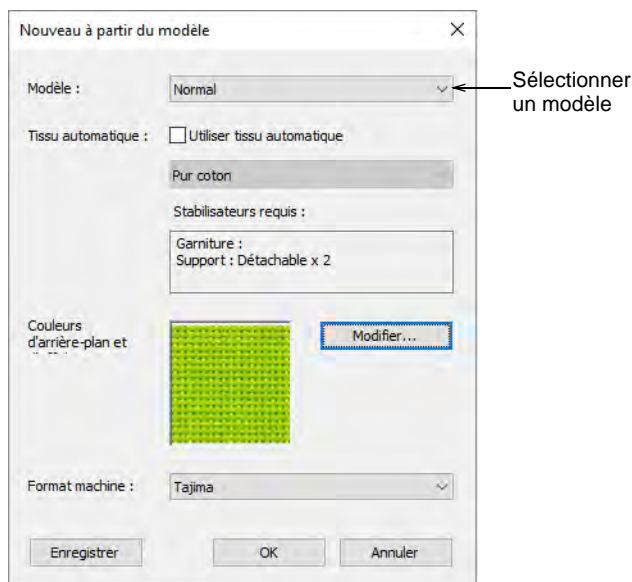 Nouveau à partir du modèle
Modèle :
Normal
Sélectionner
un modèle
Tissu automatique :
Utiliser tissu automatique
Pur coton
Stabilisateurs requis :
Garniture :
Support : Détachable x 2
Couleurs
d'arrière-plan et
Modifier...
Format machine :
Tajima
Enregistrer
OK
Annuler